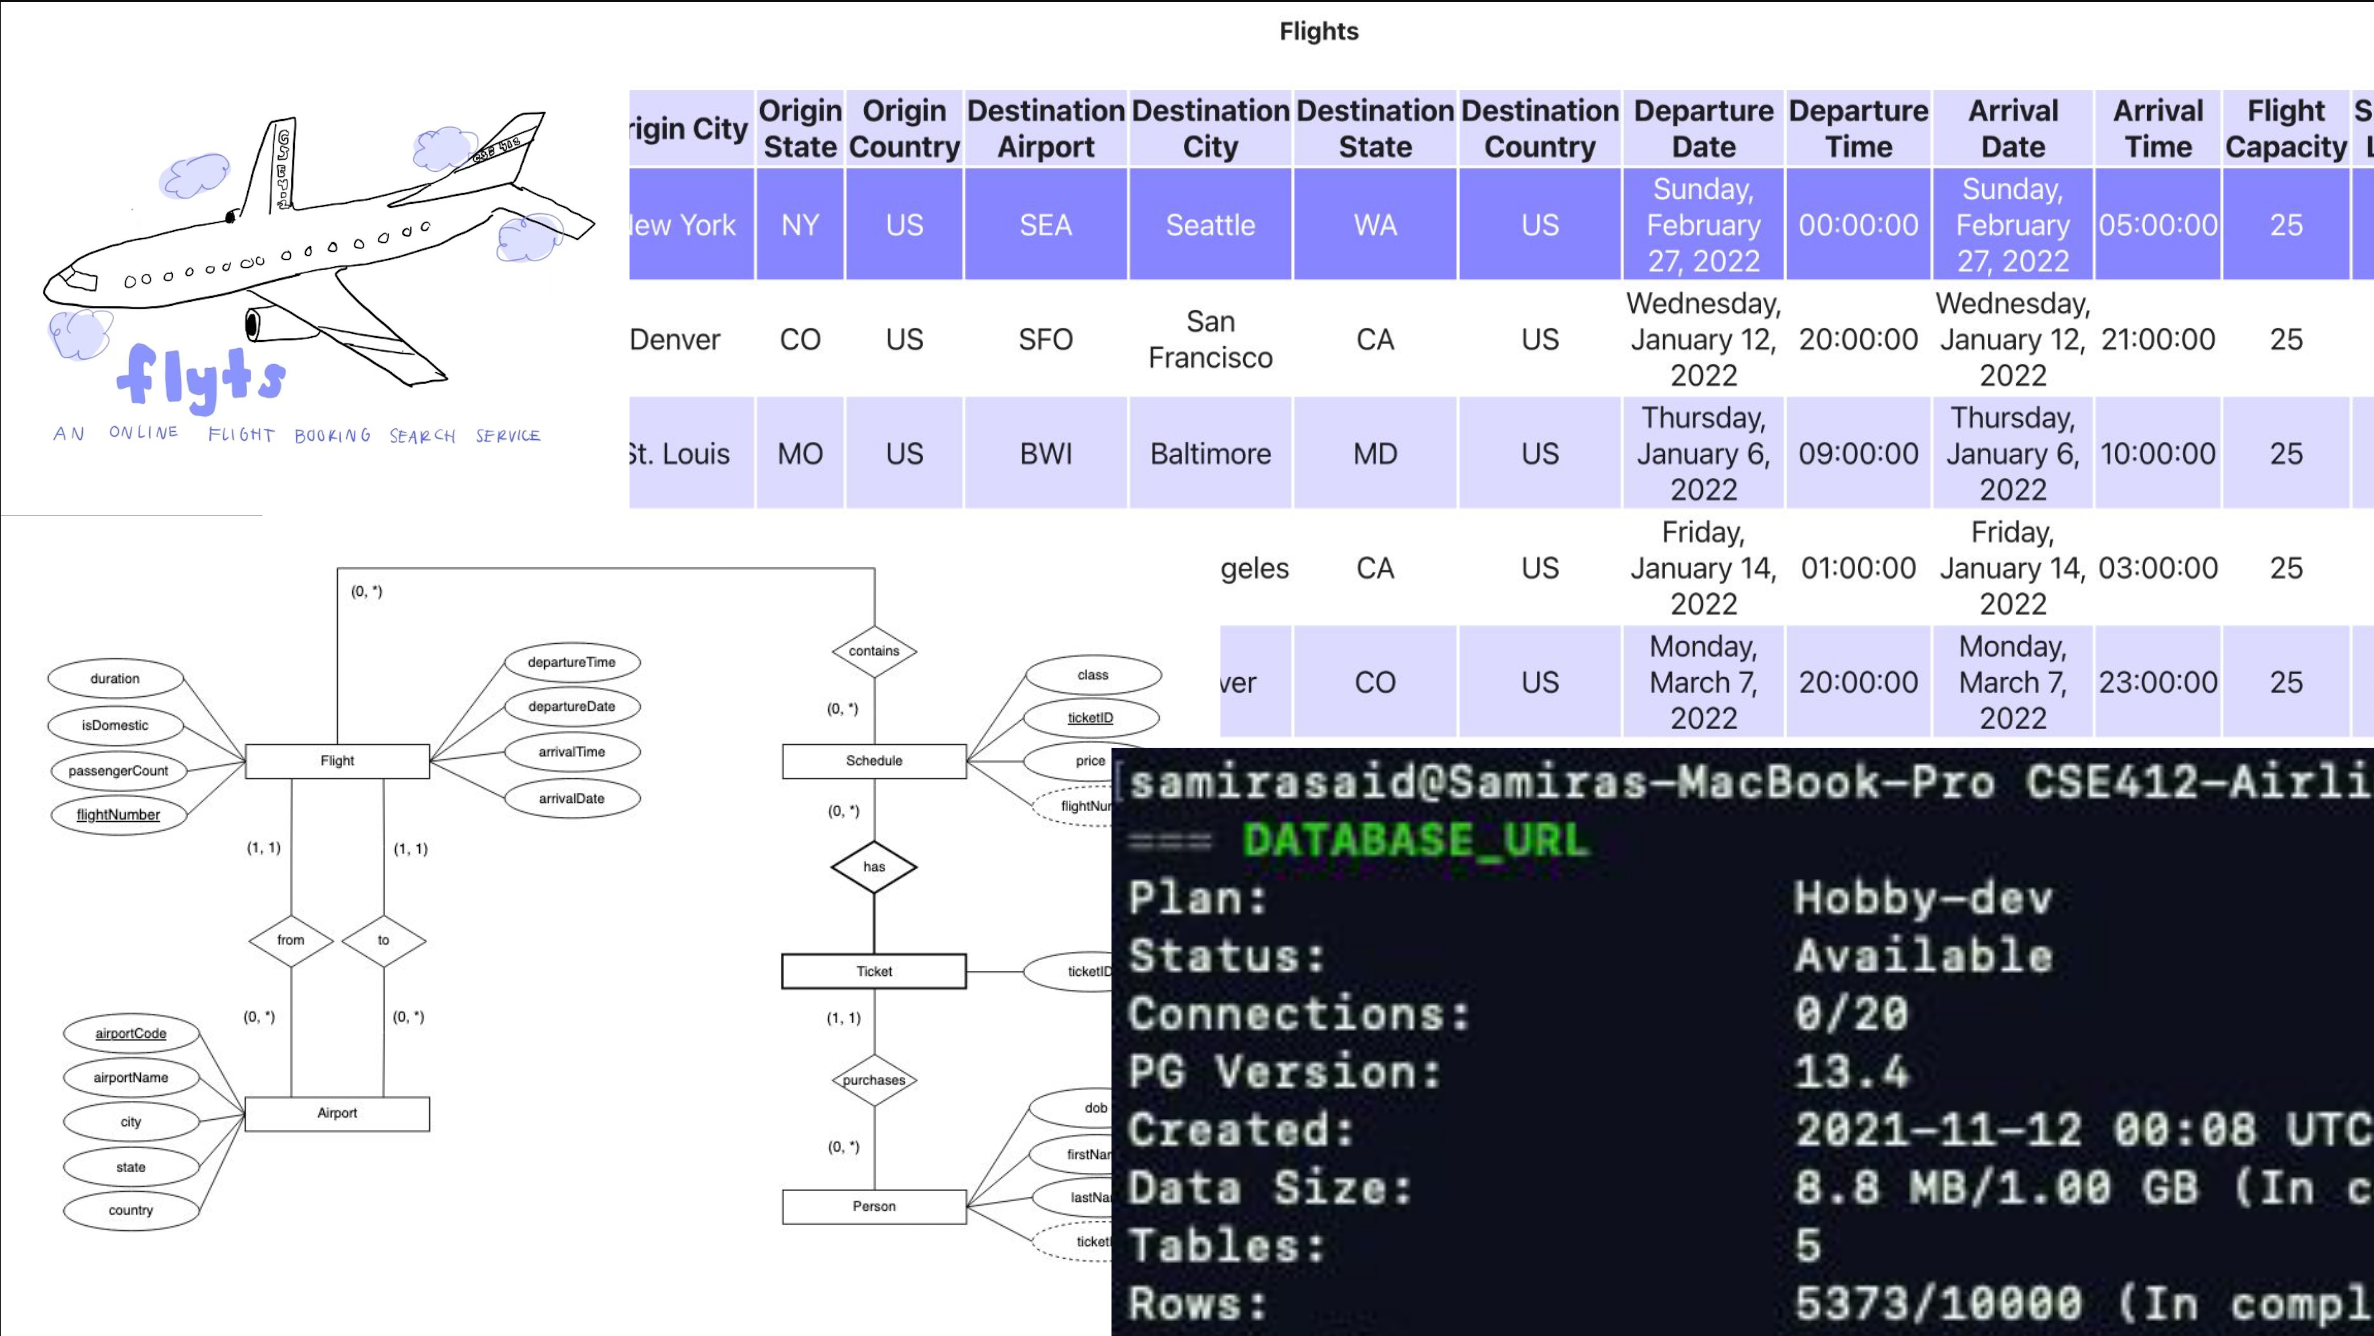 Flights
rigin City Origin State Origin Country Destination Airport Destination City Destination State Destination Country Departure Date Departure Time Arrival Date Arrival Time Flight Capacity
New York NY US SEA Seattle WA US Sunday, February 27, 2022 00:00:00 Sunday, February 27, 2022 05:00:00 25
Denver CO US SFO San Francisco CA US Wednesday, January 12, 2022 20:00:00 Wednesday, January 12, 2022 21:00:00 25
St. Louis MO US BWI Baltimore MD US Thursday, January 6, 2022 09:00:00 Thursday, January 6, 2022 10:00:00 25
geles CA US Friday, January 14, 2022 01:00:00 Friday, January 14, 2022 03:00:00 25
ver CO US Monday, March 7, 2022 20:00:00 Monday, March 7, 2022 23:00:00 25
CSE 412
flyts
AN ONLINE FLIGHT BOOKING SEARCH SERVICE
(0, *)
contains
(0, *)
duration
isDomestic
passengerCount
flightNumber
Flight
departureTime
departureDate
arrivalTime
arrivalDate
(1, 1)
(1, 1)
from
to
(0, *)
(0, *)
airportCode
airportName
city
state
country
Airport
class
ticketID
price
flightNu
Schedule
(0, *)
has
Ticket
ticketID
(1, 1)
purchases
(0, *)
Person
dob
firstNa
lastNa
ticketI
samirasaid@Samiras-MacBook-Pro CSE412-Airli
=== DATABASE_URL
Plan: Hobby-dev
Status: Available
Connections: 0/20
PG Version: 13.4
Created: 2021-11-12 00:08 UTC
Data Size: 8.8 MB/1.00 GB (In c
Tables: 5
Rows: 5373/10000 (In compl